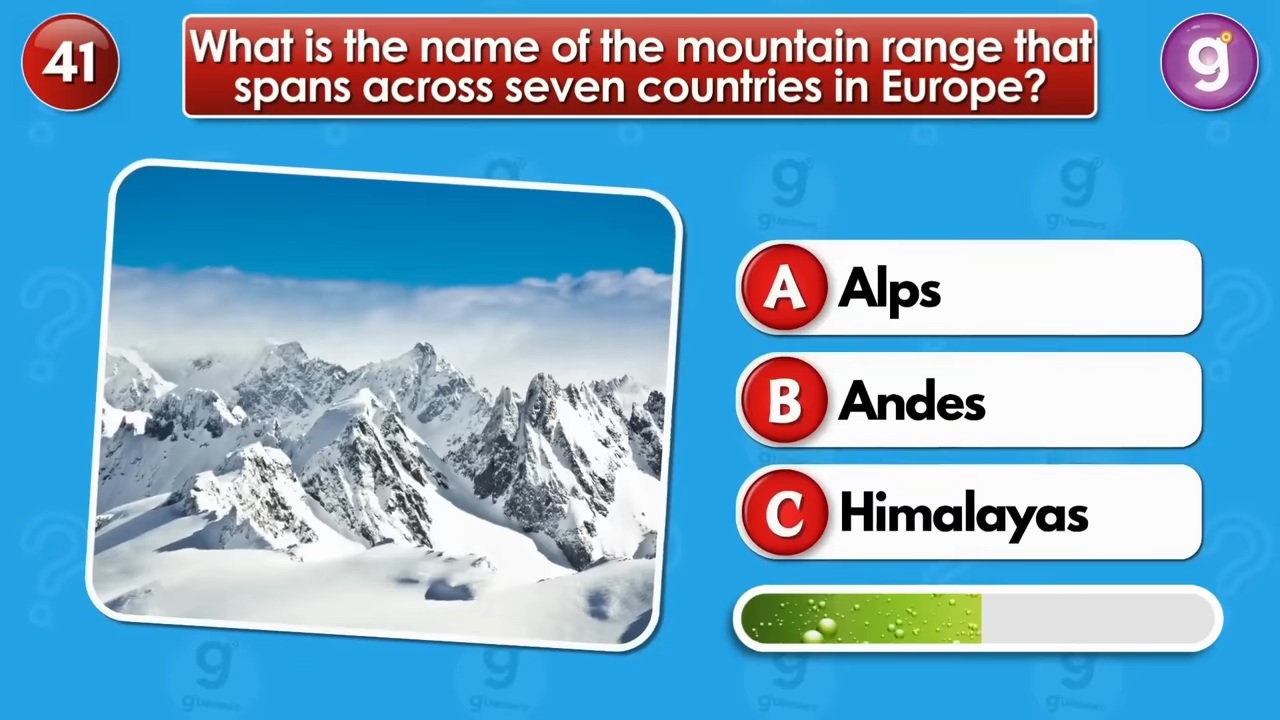 41
What is the name of the mountain range that
spans across seven countries in Europe?
g
A Alps
B Andes
C Himalayas